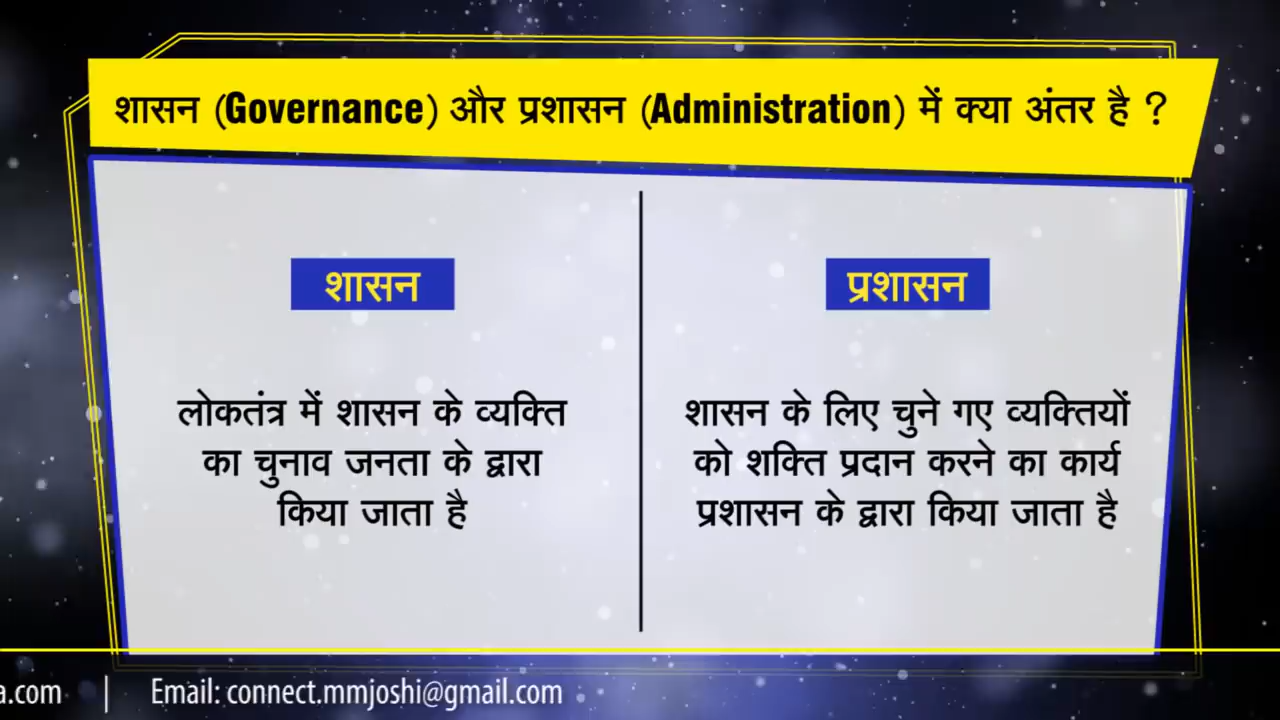 शासन (Governance) और प्रशासन (Administration) में क्या अंतर है ?
शासन
लोकतंत्र में शासन के व्यक्ति
का चुनाव जनता के द्वारा
किया जाता है
प्रशासन
शासन के लिए चुने गए व्यक्तियों
को शक्ति प्रदान करने का कार्य
प्रशासन के द्वारा किया जाता है
a.com | Email: connect.mmjoshi@gmail.com